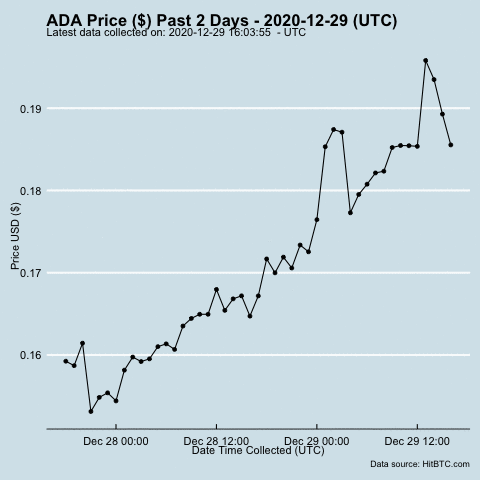 ADA Price ($) Past 2 Days - 2020-12-29 (UTC)
Latest data collected on: 2020-12-29 16:03:55  - UTC
Price USD ($)
0.19
0.18
0.17
0.16
Dec 28 00:00 Dec 28 12:00 Dec 29 00:00 Dec 29 12:00
Date Time Collected (UTC)
Data source: HitBTC.com